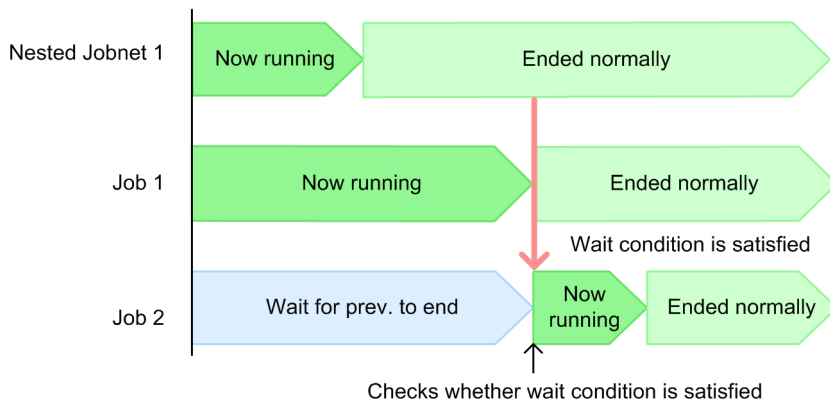 Nested Jobnet 1
Now running
Ended normally
Job 1
Now running
Ended normally
Wait condition is satisfied
Job 2
Wait for prev. to end
Now
running
Ended normally
Checks whether wait condition is satisfied